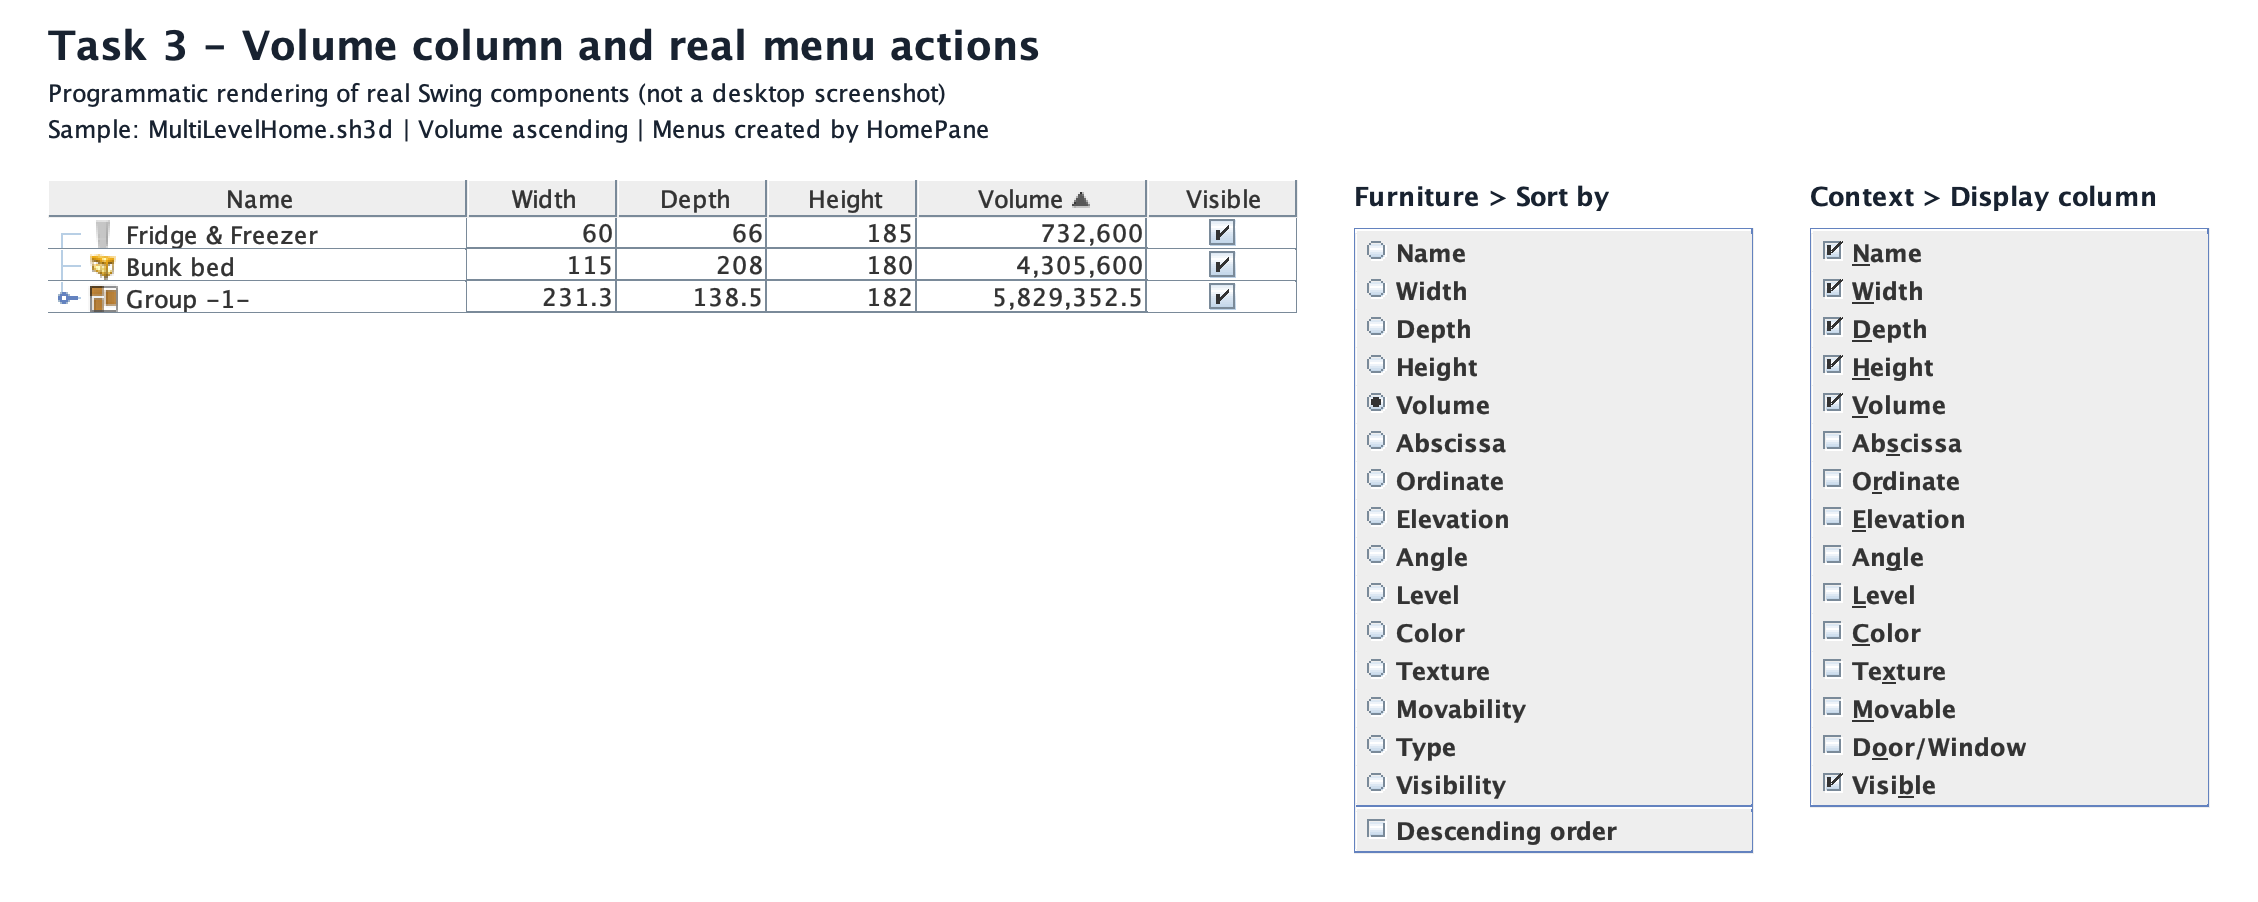 Task 3 – Volume column and real menu actions
Programmatic rendering of real Swing components (not a desktop screenshot)
Sample: MultiLevelHome.sh3d | Volume ascending | Menus created by HomePane
Name Width Depth Height Volume Visible
Fridge & Freezer 60 66 185 732,600
Bunk bed 115 208 180 4,305,600
Group -1- 231.3 138.5 182 5,829,352.5
Furniture > Sort by
Name
Width
Depth
Height
Volume
Abscissa
Ordinate
Elevation
Angle
Level
Color
Texture
Movability
Type
Visibility
Descending order
Context > Display column
Name
Width
Depth
Height
Volume
Abscissa
Ordinate
Elevation
Angle
Level
Color
Texture
Movable
Door/Window
Visible